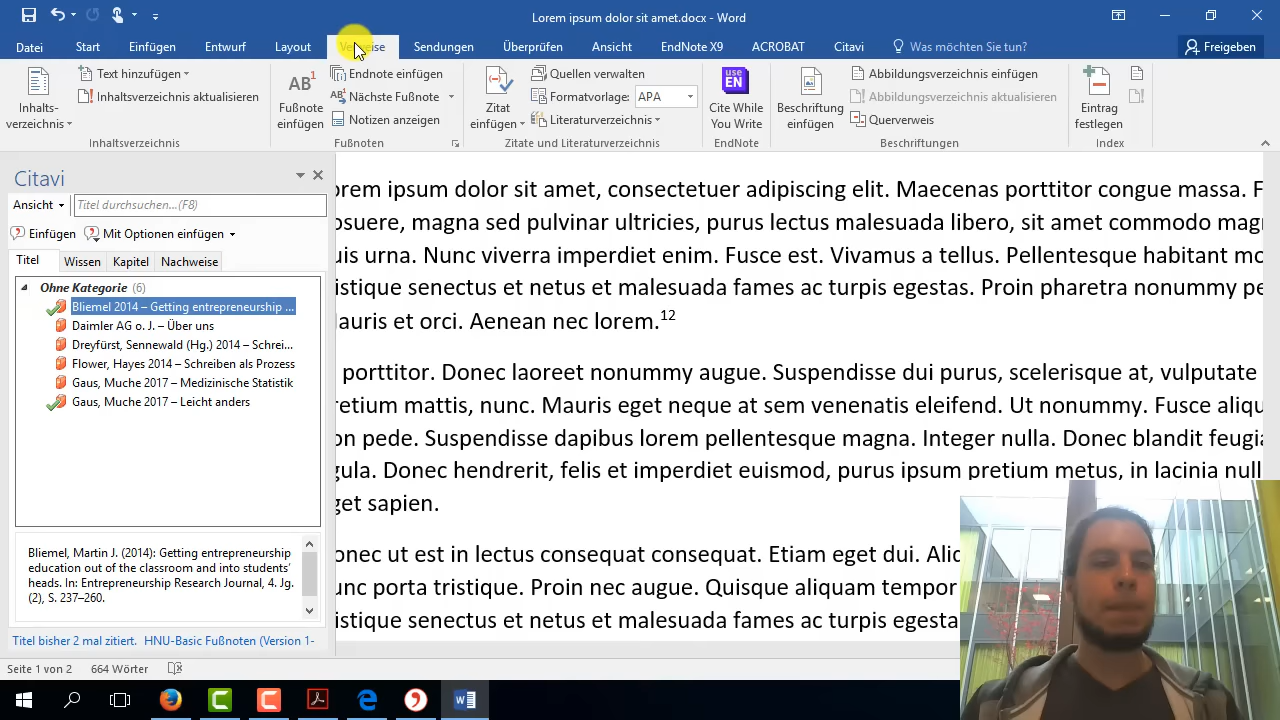 Lorem ipsum dolor sit amet.docx - Word
Datei Start Einfügen Entwurf Layout Verweise Sendungen Überprüfen Ansicht EndNote X9 ACROBAT Citavi Was möchten Sie tun? Freigeben
Inhalts-
verzeichnis
Text hinzufügen
Inhaltsverzeichnis aktualisieren
Inhaltsverzeichnis
AB1
Fußnote
einfügen
Endnote einfügen
Nächste Fußnote
Notizen anzeigen
Fußnoten
Zitat
einfügen
Quellen verwalten
Formatvorlage: APA
Literaturverzeichnis
Zitate und Literaturverzeichnis
use
EN
Cite While
You Write
EndNote
Beschriftung
einfügen
Abbildungsverzeichnis einfügen
Abbildungsverzeichnis aktualisieren
Querverweis
Beschriftungen
Eintrag
festlegen
Index
Citavi
Ansicht Titel durchsuchen...(F8)
Einfügen Mit Optionen einfügen
Titel Wissen Kapitel Nachweise
Ohne Kategorie (6)
Bliemel 2014 – Getting entrepreneurship ...
Daimler AG o. J. – Über uns
Dreyfürst, Sennewald (Hg.) 2014 – Schrei...
Flower, Hayes 2014 – Schreiben als Prozess
Gaus, Muche 2017 – Medizinische Statistik
Gaus, Muche 2017 – Leicht anders
Bliemel, Martin J. (2014): Getting entrepreneurship
education out of the classroom and into students'
heads. In: Entrepreneurship Research Journal, 4. Jg.
(2), S. 237–260.
Titel bisher 2 mal zitiert. HNU-Basic Fußnoten (Version 1-
orem ipsum dolor sit amet, consectetuer adipiscing elit. Maecenas porttitor congue massa. F
osuere, magna sed pulvinar ultricies, purus lectus malesuada libero, sit amet commodo mag
uis urna. Nunc viverra imperdiet enim. Fusce est. Vivamus a tellus. Pellentesque habitant mo
istique senectus et netus et malesuada fames ac turpis egestas. Proin pharetra nonummy pe
auris et orci. Aenean nec lorem.12
porttitor. Donec laoreet nonummy augue. Suspendisse dui purus, scelerisque at, vulputate
retium mattis, nunc. Mauris eget neque at sem venenatis eleifend. Ut nonummy. Fusce aliqu
on pede. Suspendisse dapibus lorem pellentesque magna. Integer nulla. Donec blandit feugia
gula. Donec hendrerit, felis et imperdiet euismod, purus ipsum pretium metus, in lacinia null
get sapien.
onec ut est in lectus consequat consequat. Etiam eget dui. Aliq
unc porta tristique. Proin nec augue. Quisque aliquam tempor
istique senectus et netus et malesuada fames ac turpis egesta
Seite 1 von 2 664 Wörter